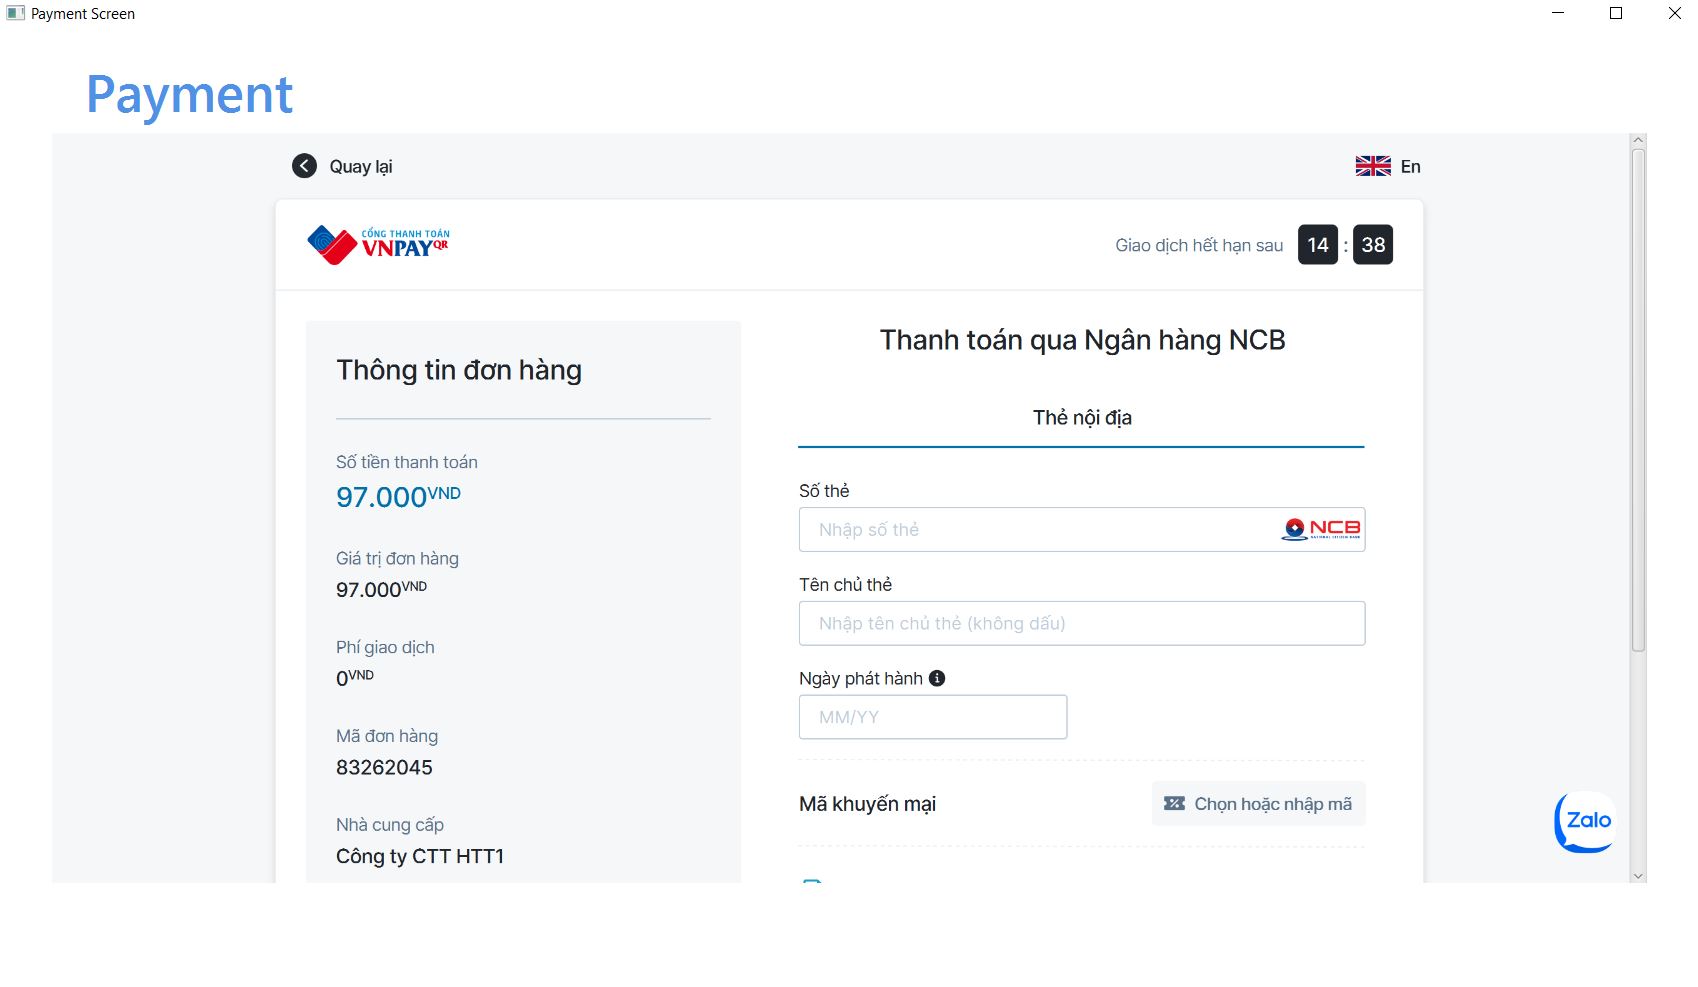 Payment Screen
Payment
Quay lại
En
CỔNG THANH TOÁN
VNPAYQR
Giao dịch hết hạn sau 14 : 38
Thông tin đơn hàng
Số tiền thanh toán
97.000VND
Giá trị đơn hàng
97.000VND
Phí giao dịch
0VND
Mã đơn hàng
83262045
Nhà cung cấp
Công ty CTT HTT1
Thanh toán qua Ngân hàng NCB
Thẻ nội địa
Số thẻ
Nhập số thẻ
NCB
NATIONAL CITIZEN BANK
Tên chủ thẻ
Nhập tên chủ thẻ (không dấu)
Ngày phát hành
MM/YY
Mã khuyến mại
Chọn hoặc nhập mã
Zalo